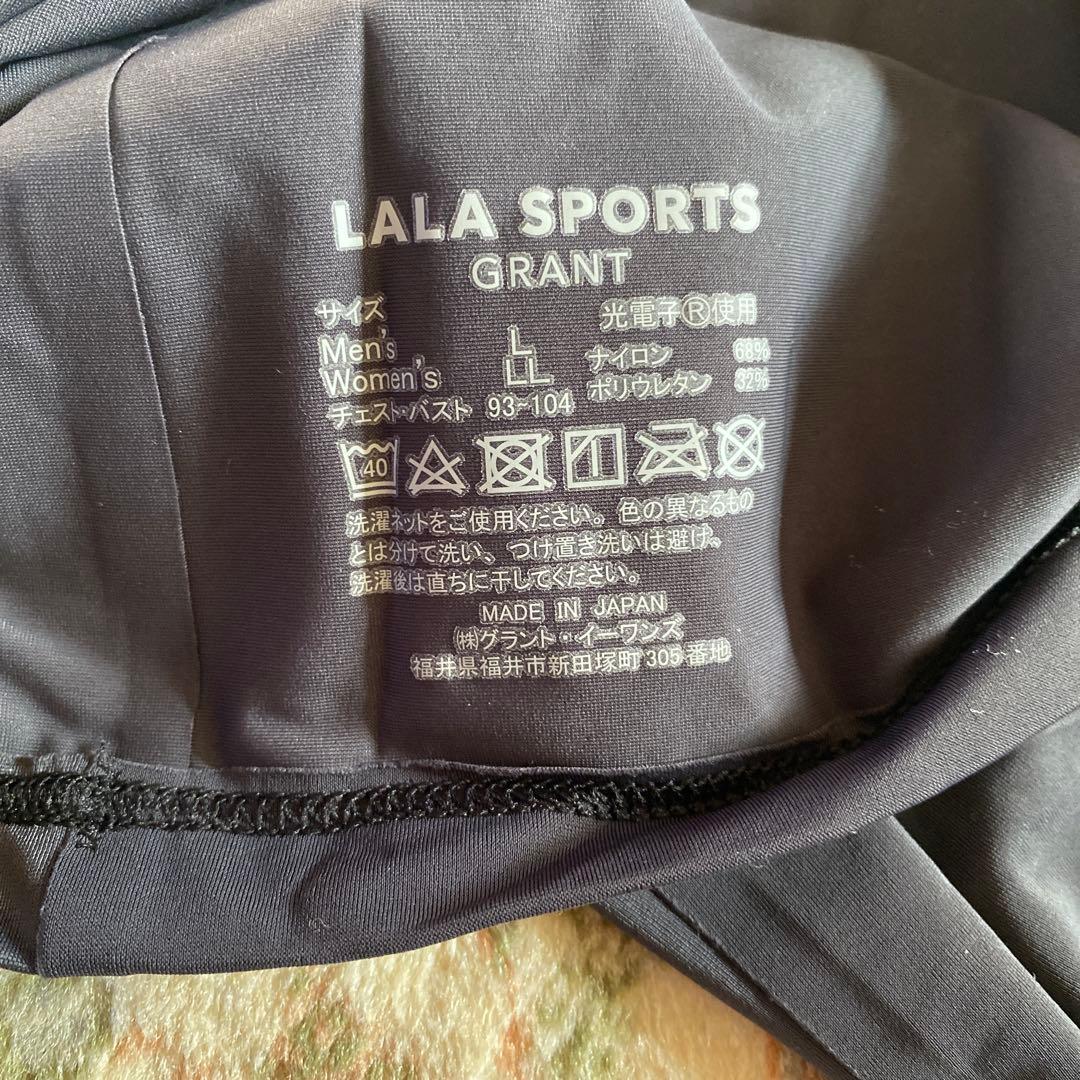 LALA SPORTS
GRANT
サイズ 光電子®使用
Men's L ナイロン 68%
Women's LL ポリウレタン 32%
チェスト・バスト 93~104
40
洗濯ネットをご使用ください。色の異なるもの
とは分けて洗い、つけ置き洗いは避け、
洗濯後は直ちに干してください。
MADE IN JAPAN
㈱グラント・イーワンズ
福井県福井市新田塚町305番地